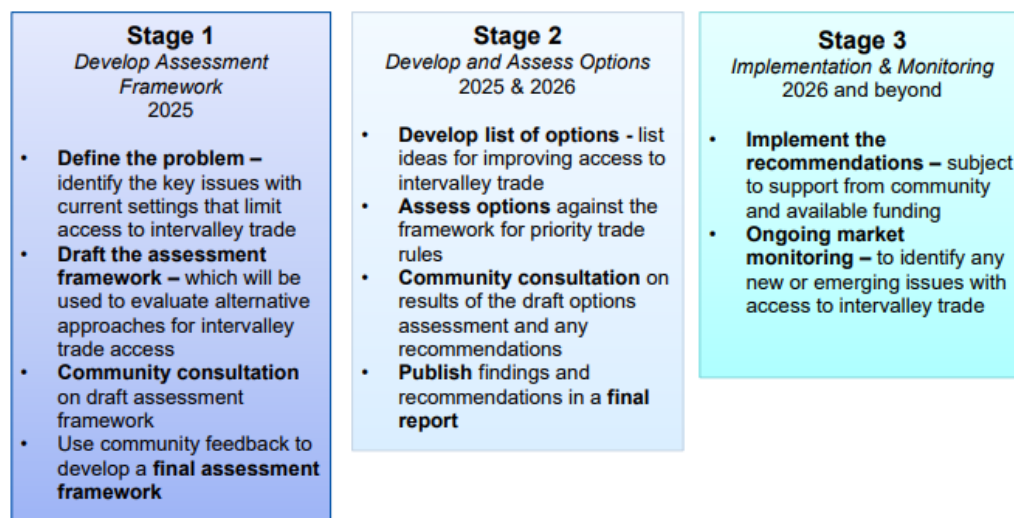 Stage 1
Develop Assessment
Framework
2025
• Define the problem –
identify the key issues with
current settings that limit
access to intervalley trade
• Draft the assessment
framework – which will be
used to evaluate alternative
approaches for intervalley
trade access
• Community consultation
on draft assessment
framework
• Use community feedback to
develop a final assessment
framework
Stage 2
Develop and Assess Options
2025 & 2026
• Develop list of options - list
ideas for improving access to
intervalley trade
• Assess options against the
framework for priority trade
rules
• Community consultation on
results of the draft options
assessment and any
recommendations
• Publish findings and
recommendations in a final
report
Stage 3
Implementation & Monitoring
2026 and beyond
• Implement the
recommendations – subject
to support from community
and available funding
• Ongoing market
monitoring – to identify any
new or emerging issues with
access to intervalley trade